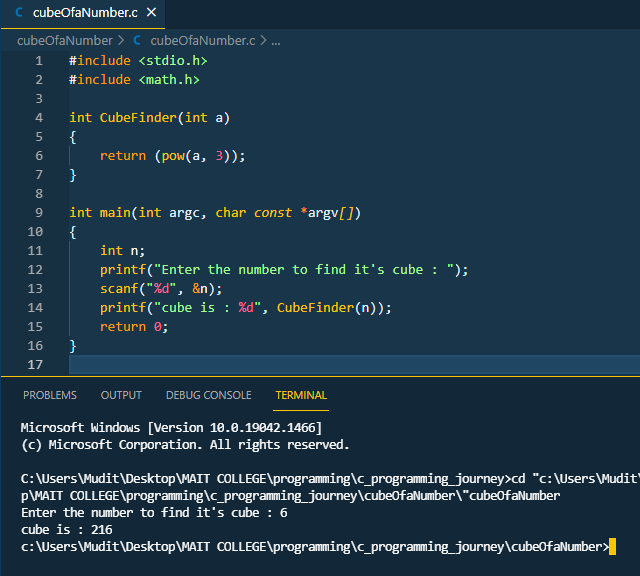 C cubeOfaNumber.c ×
cubeOfaNumber > C cubeOfaNumber.c > ...
1 #include <stdio.h>
2 #include <math.h>
3
4 int CubeFinder(int a)
5 {
6     return (pow(a, 3));
7 }
8
9 int main(int argc, char const *argv[])
10 {
11     int n;
12     printf("Enter the number to find it's cube : ");
13     scanf("%d", &n);
14     printf("cube is : %d", CubeFinder(n));
15     return 0;
16 }
17
PROBLEMS OUTPUT DEBUG CONSOLE TERMINAL
Microsoft Windows [Version 10.0.19042.1466]
(c) Microsoft Corporation. All rights reserved.
C:\Users\Mudit\Desktop\MAIT COLLEGE\programming\c_programming_journey>cd "c:\Users\Mudit\
p\MAIT COLLEGE\programming\c_programming_journey\cubeOfaNumber\"cubeOfaNumber
Enter the number to find it's cube : 6
cube is : 216
c:\Users\Mudit\Desktop\MAIT COLLEGE\programming\c_programming_journey\cubeOfaNumber>